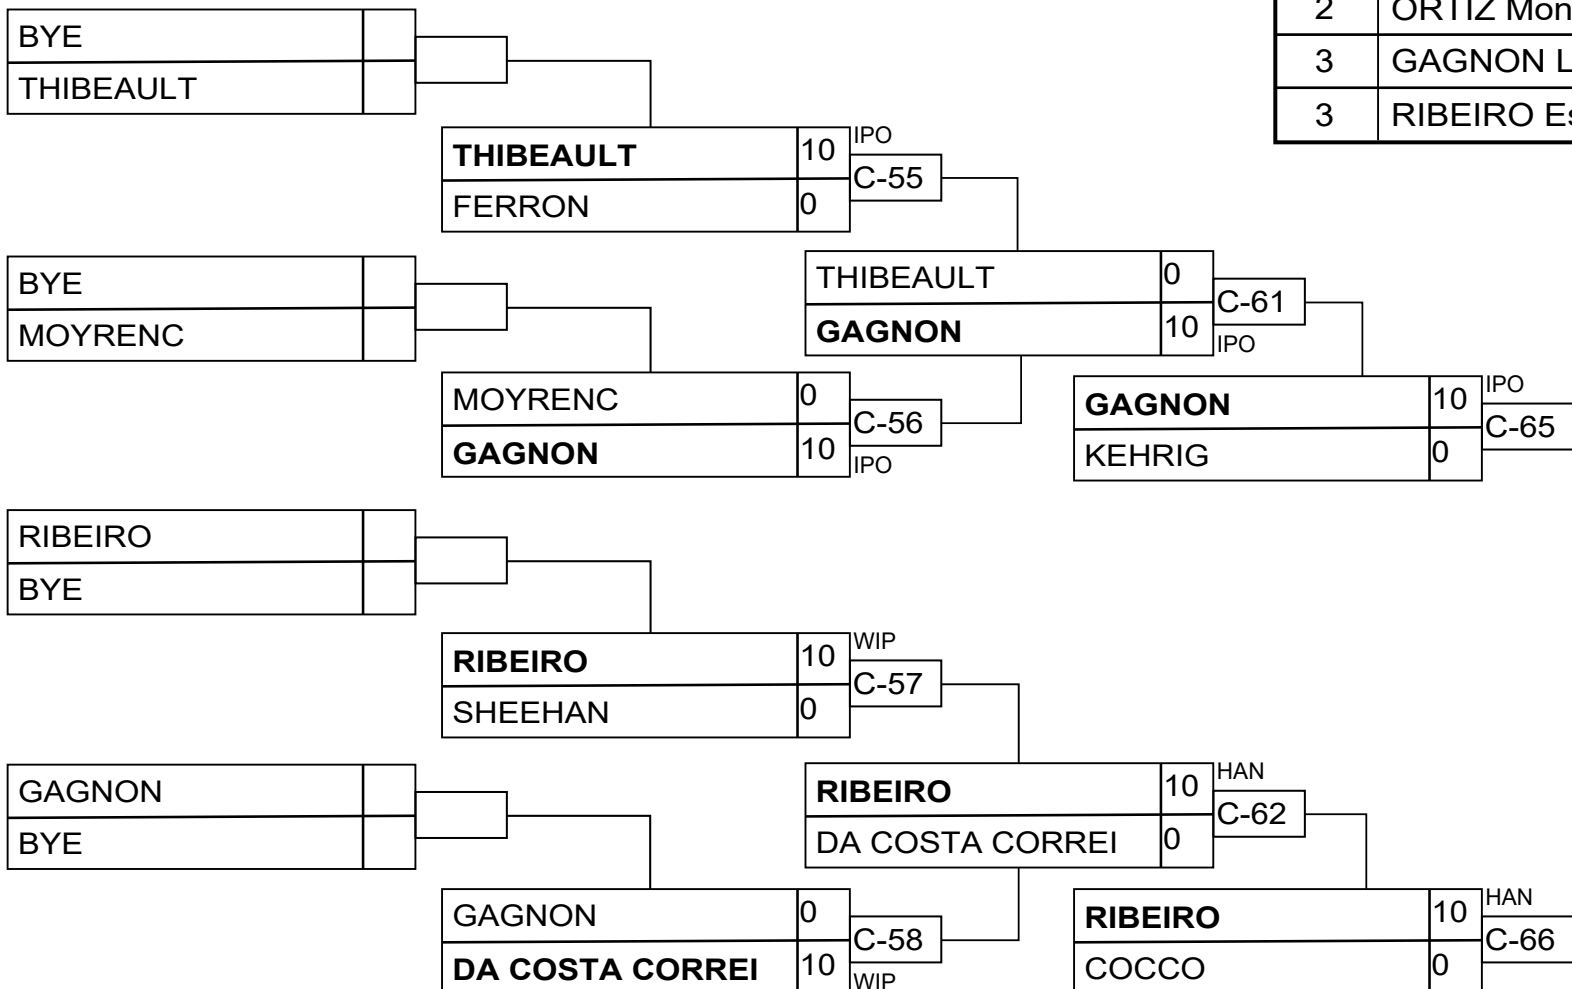 BYE
THIBEAULT
2 ORTIZ Mon
3 GAGNON L
3 RIBEIRO Es
THIBEAULT 10 IPO
C-55
FERRON 0
BYE
MOYRENC
THIBEAULT 0
C-61
GAGNON 10 IPO
MOYRENC 0
C-56
GAGNON 10 IPO
GAGNON 10 IPO
C-65
KEHRIG 0
RIBEIRO
BYE
RIBEIRO 10 WIP
C-57
SHEEHAN 0
GAGNON
BYE
RIBEIRO 10 HAN
C-62
DA COSTA CORREI 0
GAGNON 0
C-58
DA COSTA CORREI 10 WIP
RIBEIRO 10 HAN
C-66
COCCO 0